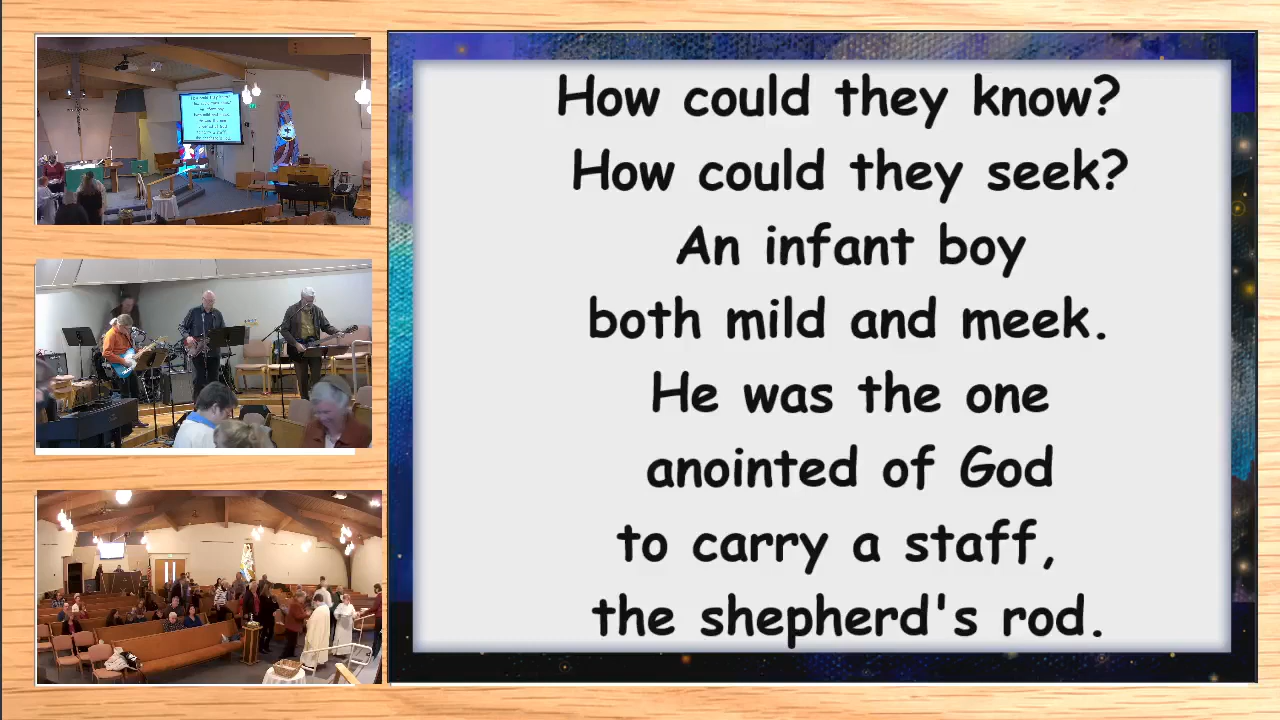 How could they know?
How could they seek?
An infant boy
both mild and meek.
He was the one
anointed of God
to carry a staff,
the shepherd's rod.